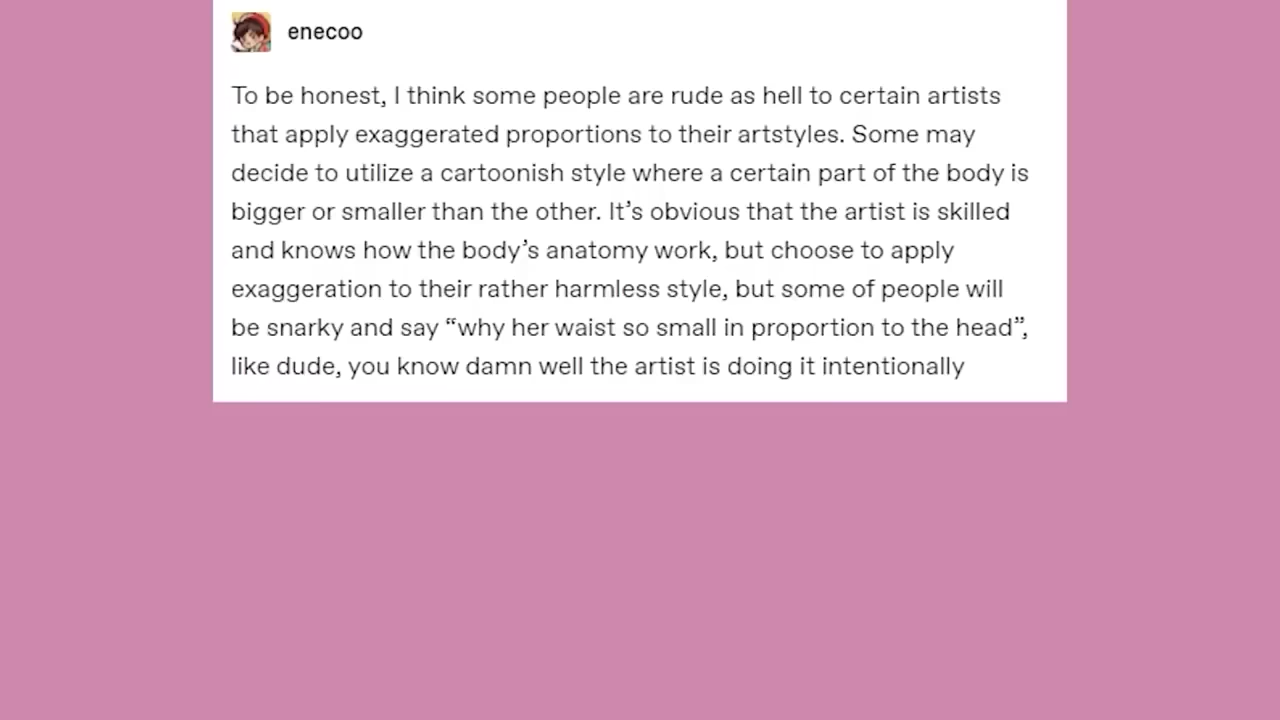 enecoo
To be honest, I think some people are rude as hell to certain artists
that apply exaggerated proportions to their artstyles. Some may
decide to utilize a cartoonish style where a certain part of the body is
bigger or smaller than the other. It’s obvious that the artist is skilled
and knows how the body’s anatomy work, but choose to apply
exaggeration to their rather harmless style, but some of people will
be snarky and say “why her waist so small in proportion to the head”,
like dude, you know damn well the artist is doing it intentionally